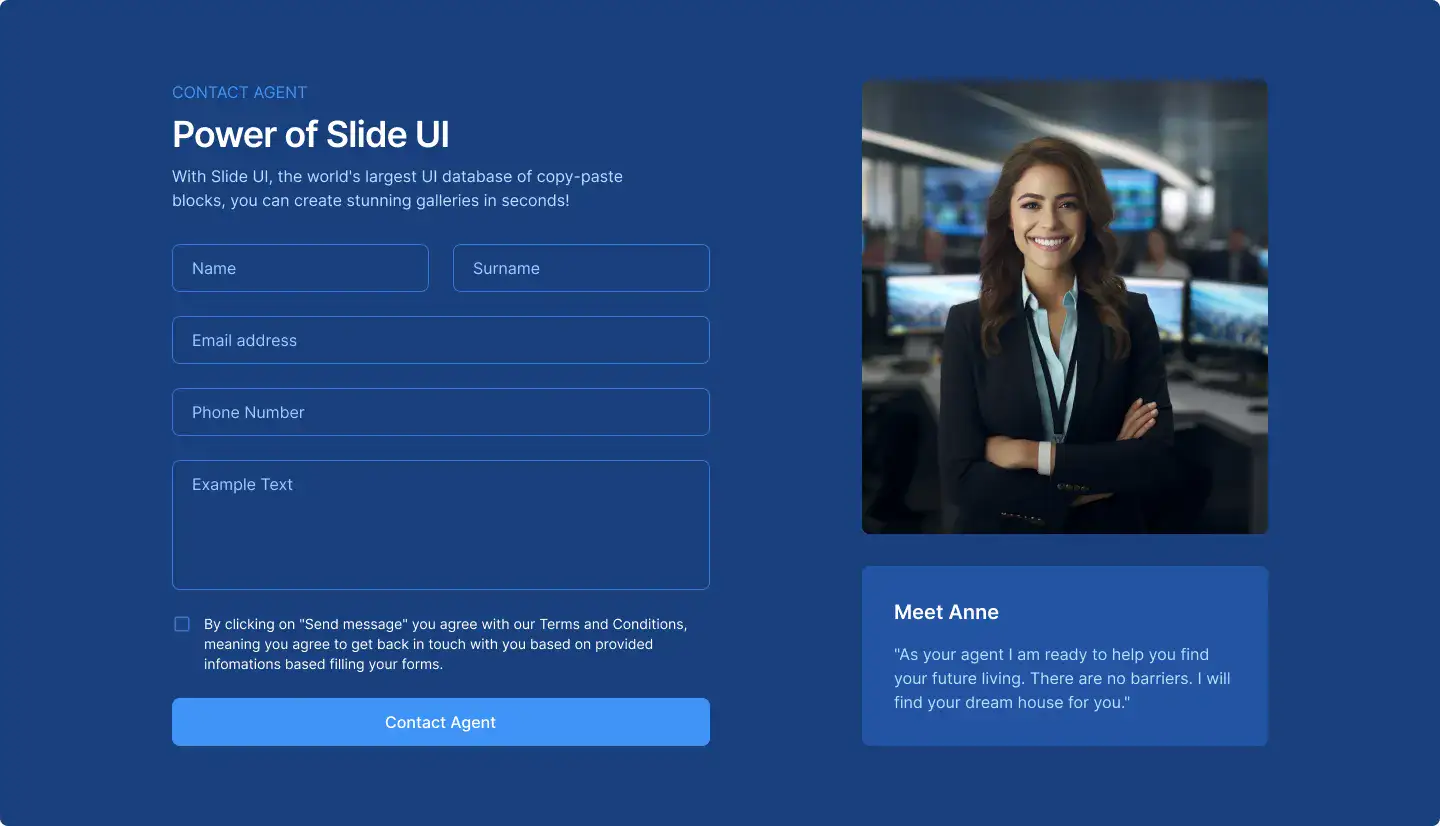 CONTACT AGENT
Power of Slide UI
With Slide UI, the world's largest UI database of copy-paste
blocks, you can create stunning galleries in seconds!
Name
Surname
Email address
Phone Number
Example Text
By clicking on "Send message" you agree with our Terms and Conditions,
meaning you agree to get back in touch with you based on provided
infomations based filling your forms.
Contact Agent
Meet Anne
"As your agent I am ready to help you find
your future living. There are no barriers. I will
find your dream house for you."